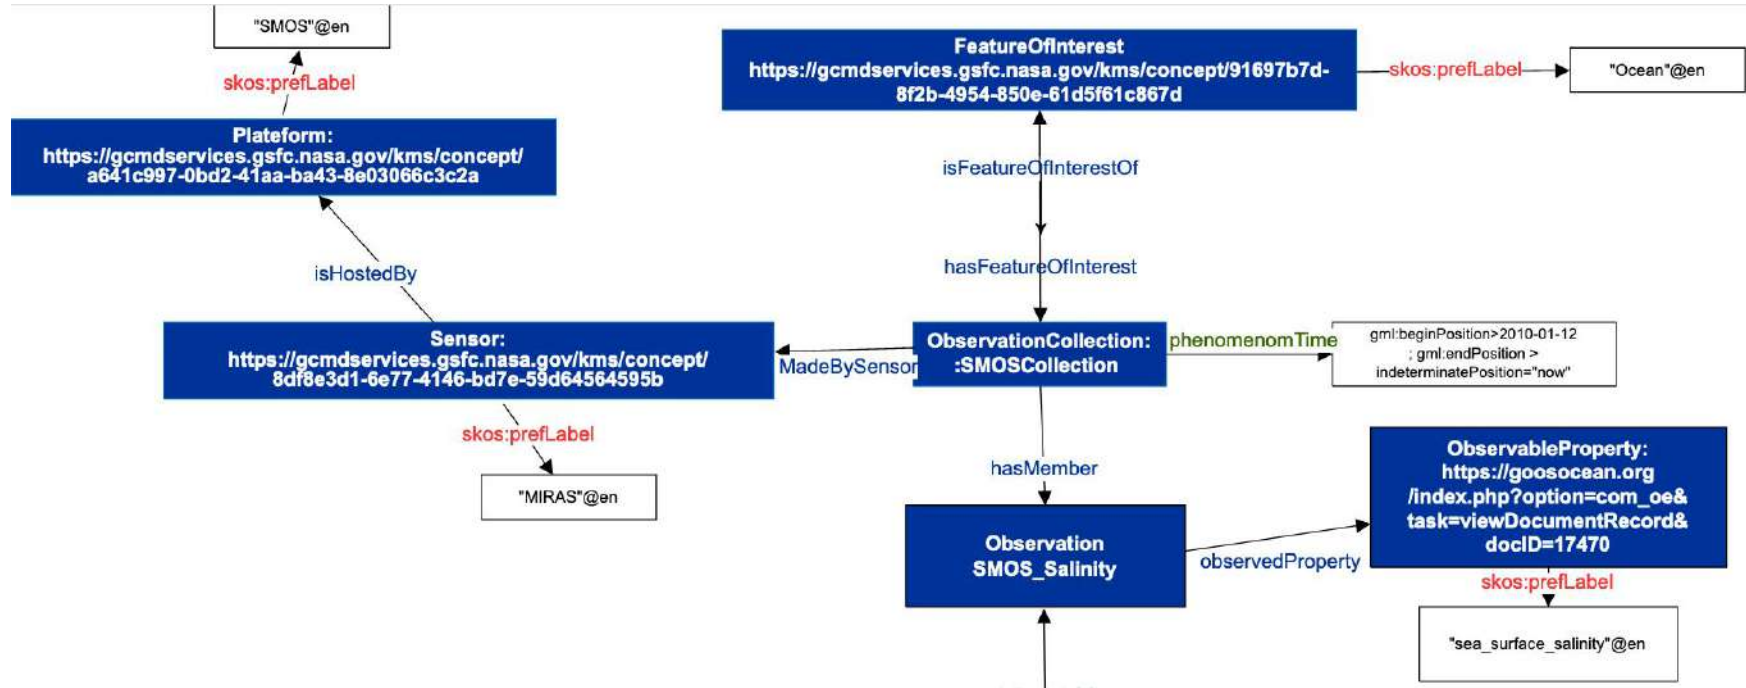 "SMOS"@en
skos:prefLabel
Plateform:
https://gcmdservices.gsfc.nasa.gov/kms/concept/
a641c997-0bd2-41aa-ba43-8e03066c3c2a
isHostedBy
Sensor:
https://gcmdservices.gsfc.nasa.gov/kms/concept/
8df8e3d1-6e77-4146-bd7e-59d64564595b
skos:prefLabel
"MIRAS"@en
FeatureOfInterest
https://gcmdservices.gsfc.nasa.gov/kms/concept/91697b7d-
8f2b-4954-850e-61d5f61c867d
skos:prefLabel
"Ocean"@en
isFeatureOfInterestOf
hasFeatureOfInterest
MadeBySensor
ObservationCollection:
:SMOSCollection
phenomenomTime
gml:beginPosition>2010-01-12
; gml:endPosition >
indeterminatePosition="now"
hasMember
Observation
SMOS_Salinity
observedProperty
ObservableProperty:
https://goosocean.org
/index.php?option=com_oe&
task=viewDocumentRecord&
docID=17470
skos:prefLabel
"sea_surface_salinity"@en